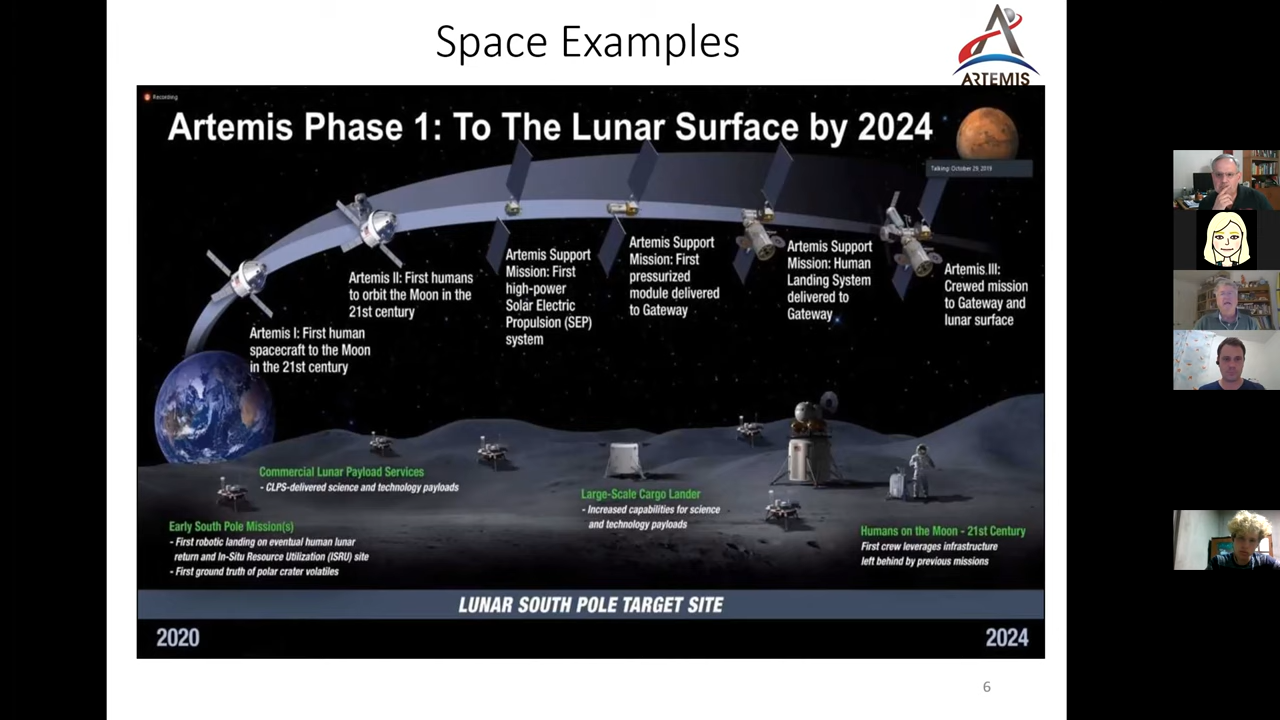 Space Examples
ARTEMIS
Recording
Artemis Phase 1: To The Lunar Surface by 2024
Talking: October 29, 2019
Artemis I: First human
spacecraft to the Moon
in the 21st century
Artemis II: First humans
to orbit the Moon in the
21st century
Artemis Support
Mission: First
high-power
Solar Electric
Propulsion (SEP)
system
Artemis Support
Mission: First
pressurized
module delivered
to Gateway
Artemis Support
Mission: Human
Landing System
delivered to
Gateway
Artemis III:
Crewed mission
to Gateway and
lunar surface
Commercial Lunar Payload Services
- CLPS-delivered science and technology payloads
Early South Pole Mission(s)
- First robotic landing on eventual human lunar
return and In-Situ Resource Utilization (ISRU) site
- First ground truth of polar crater volatiles
Large-Scale Cargo Lander
- Increased capabilities for science
and technology payloads
Humans on the Moon - 21st Century
First crew leverages infrastructure
left behind by previous missions
LUNAR SOUTH POLE TARGET SITE
2020
2024
6